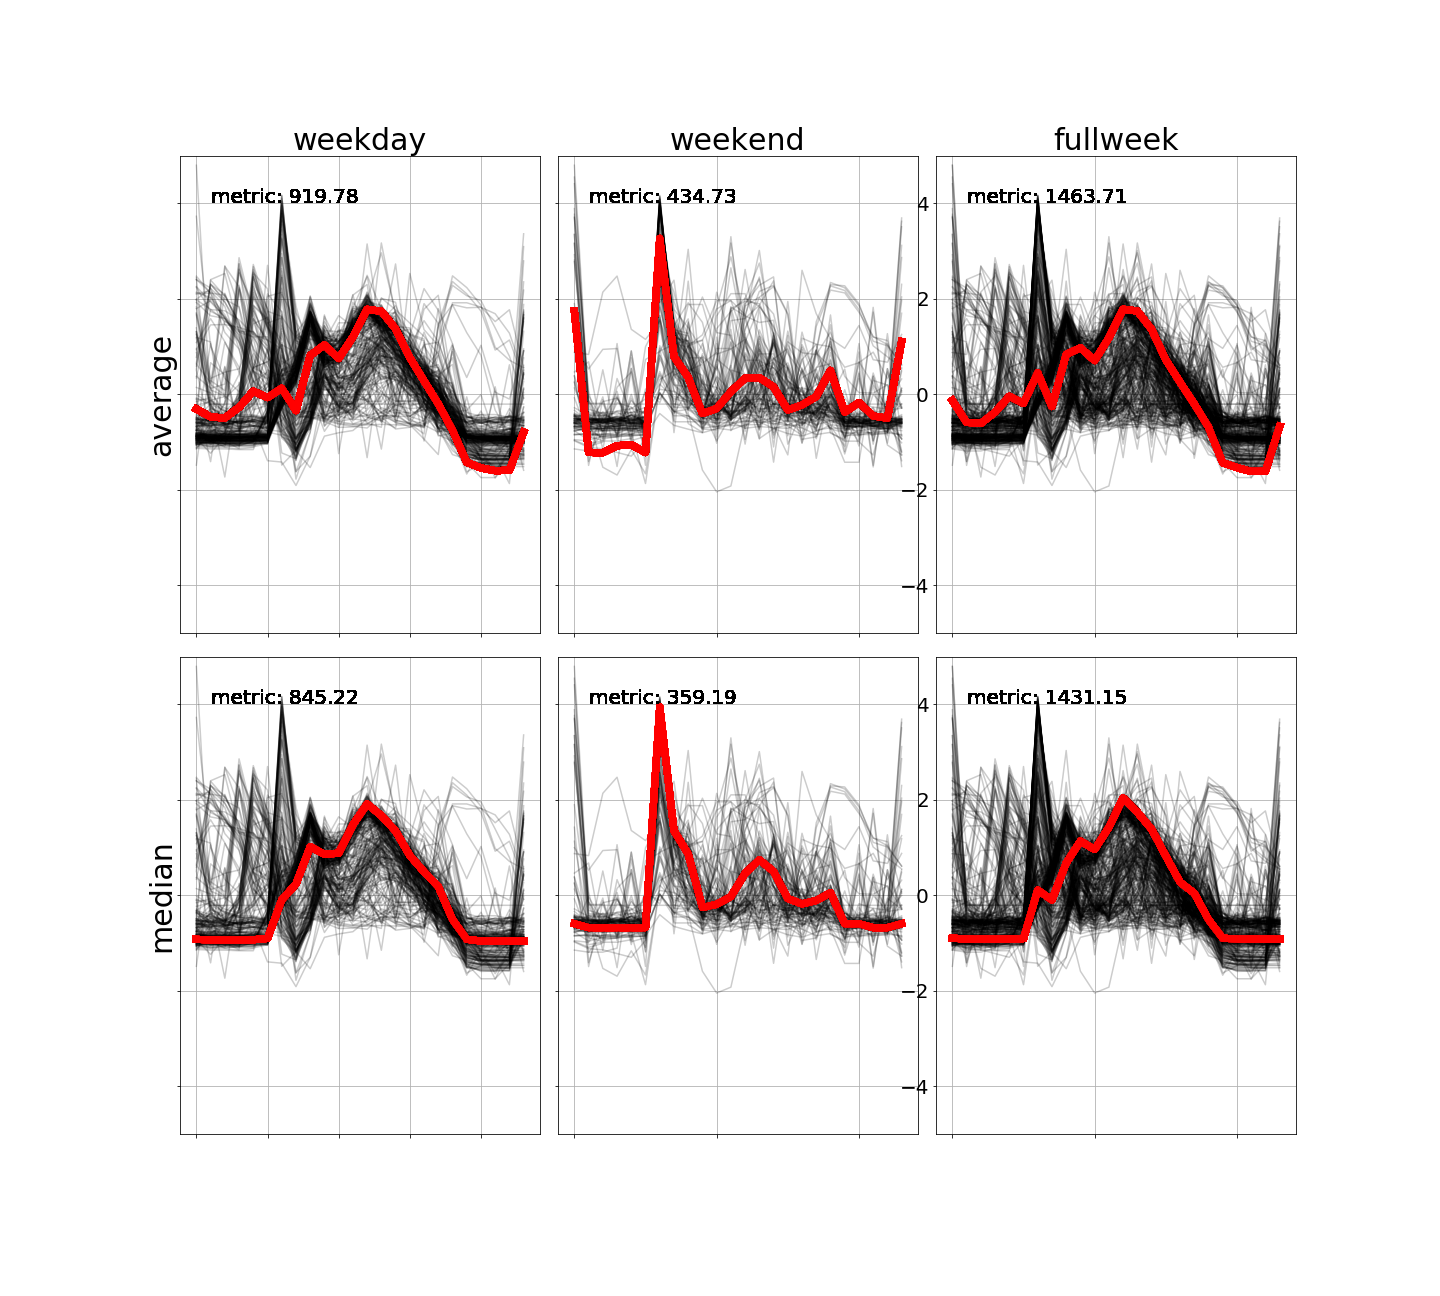 weekday weekend fullweek
metric: 919.78 metric: 434.73 metric: 1463.71
4
2
0
−2
−4
average
metric: 845.22 metric: 359.19 metric: 1431.15
4
2
0
−2
−4
median